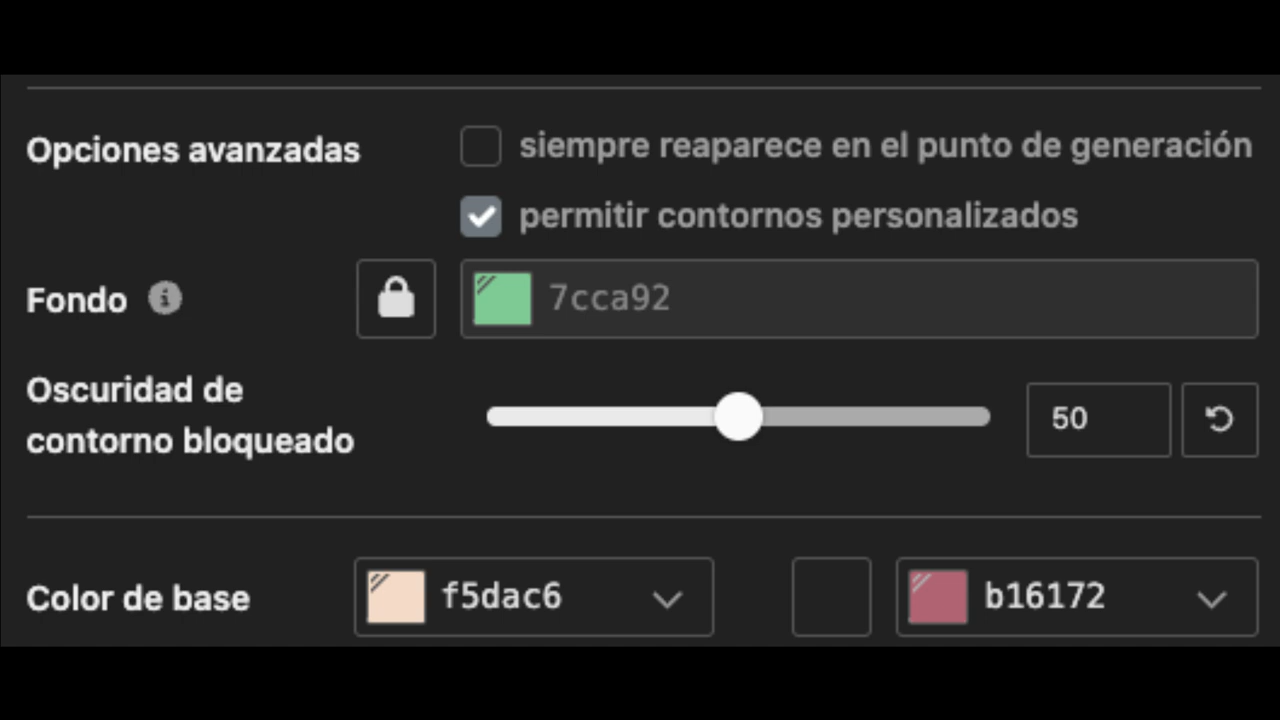 Opciones avanzadas
siempre reaparece en el punto de generación
permitir contornos personalizados
Fondo
7cca92
Oscuridad de
contorno bloqueado
50
Color de base
f5dac6
b16172